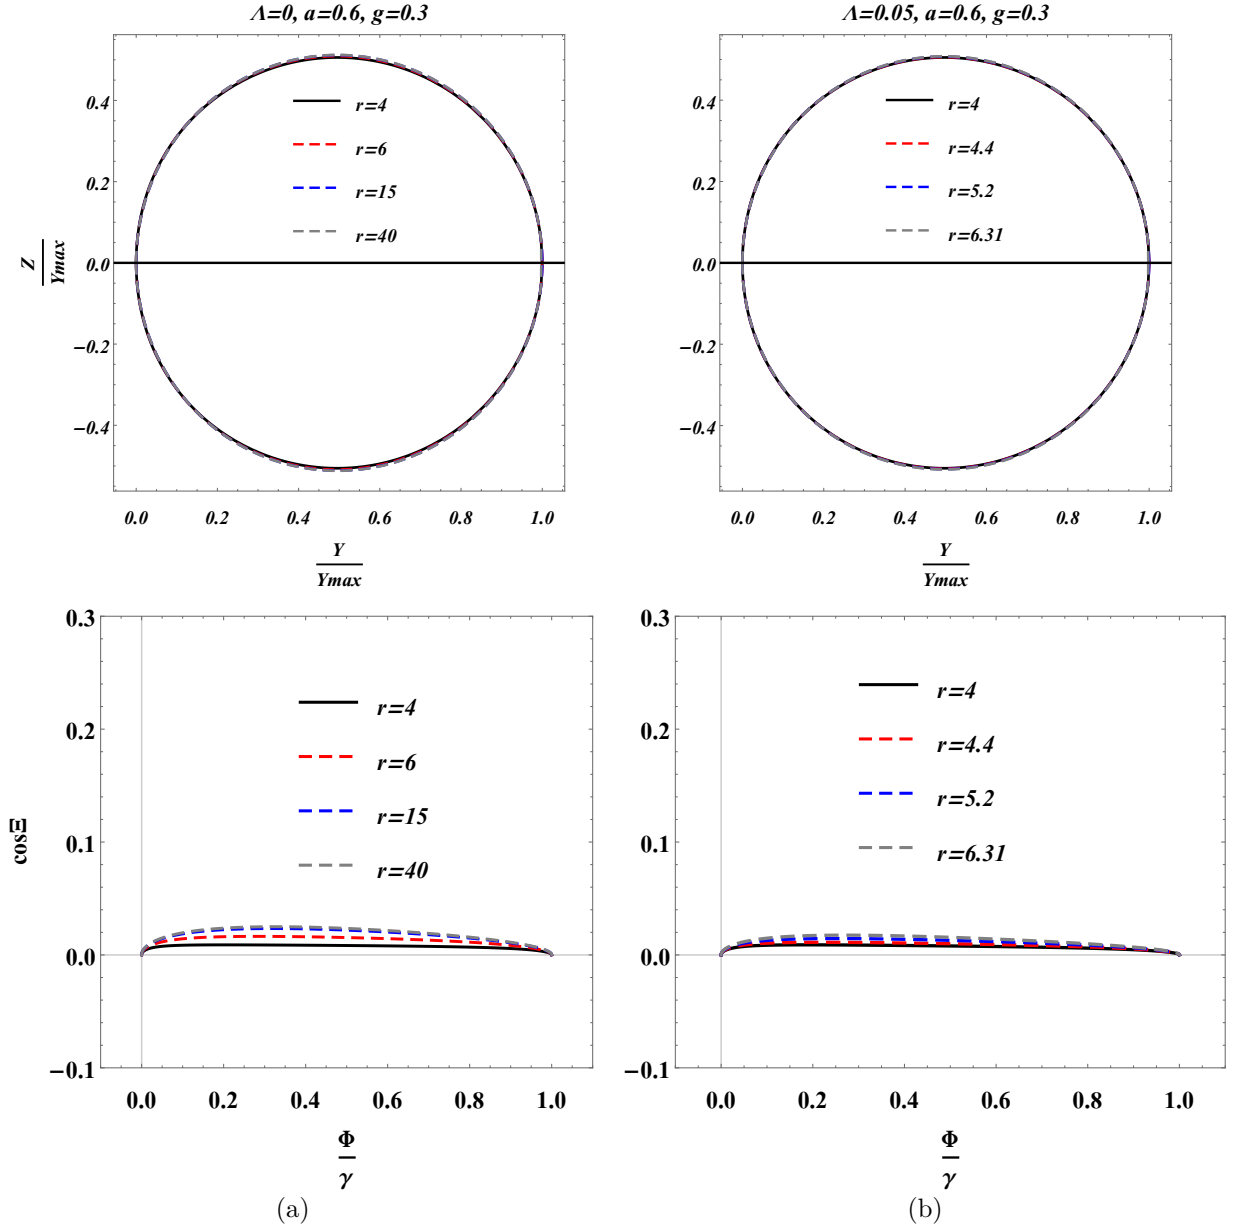 Λ=0, a=0.6, g=0.3
0.4
0.2
0.0
−0.2
−0.4
Z
Ymax
r=4
r=6
r=15
r=40
0.0 0.2 0.4 0.6 0.8 1.0
Y
Ymax
Λ=0.05, a=0.6, g=0.3
0.4
0.2
0.0
−0.2
−0.4
r=4
r=4.4
r=5.2
r=6.31
0.0 0.2 0.4 0.6 0.8 1.0
Y
Ymax
0.3
0.2
0.1
0.0
−0.1
cosΞ
r=4
r=6
r=15
r=40
0.0 0.2 0.4 0.6 0.8 1.0
Φ
γ
(a)
0.3
0.2
0.1
0.0
−0.1
r=4
r=4.4
r=5.2
r=6.31
0.0 0.2 0.4 0.6 0.8 1.0
Φ
γ
(b)